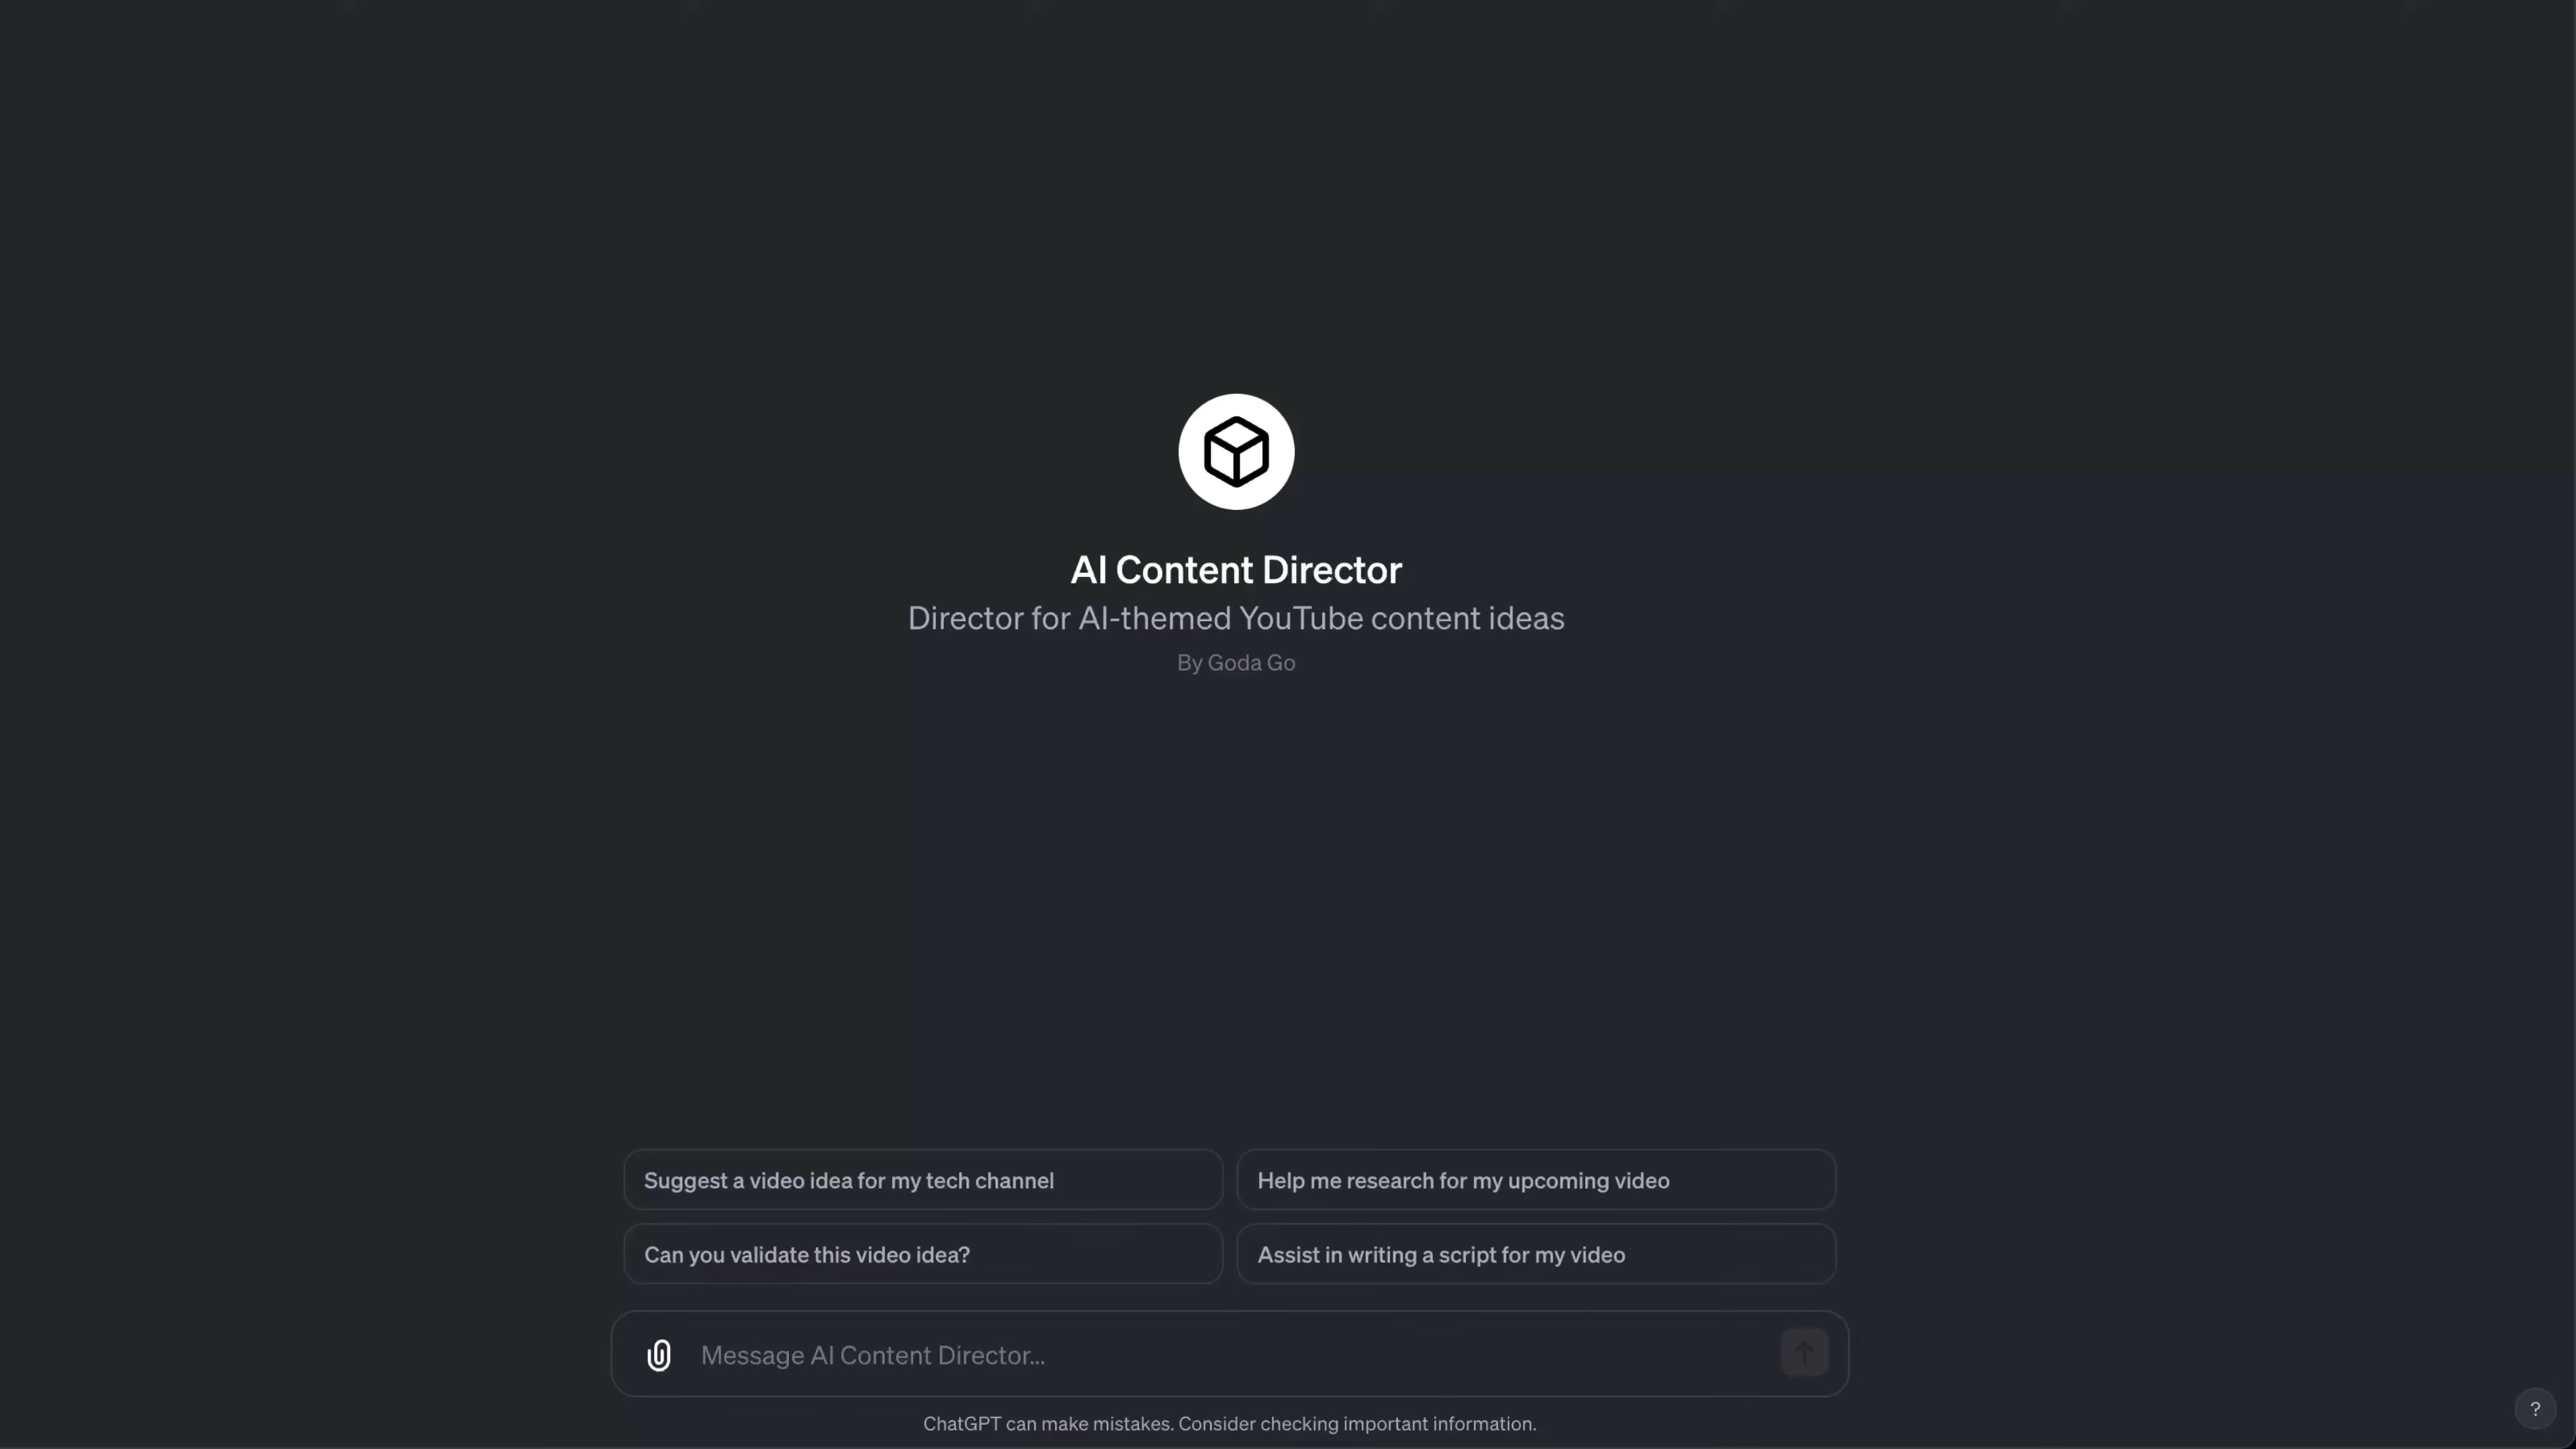 AI Content Director
Director for AI-themed YouTube content ideas
By Goda Go
Suggest a video idea for my tech channel
Help me research for my upcoming video
Can you validate this video idea?
Assist in writing a script for my video
Message AI Content Director...
ChatGPT can make mistakes. Consider checking important information.
?